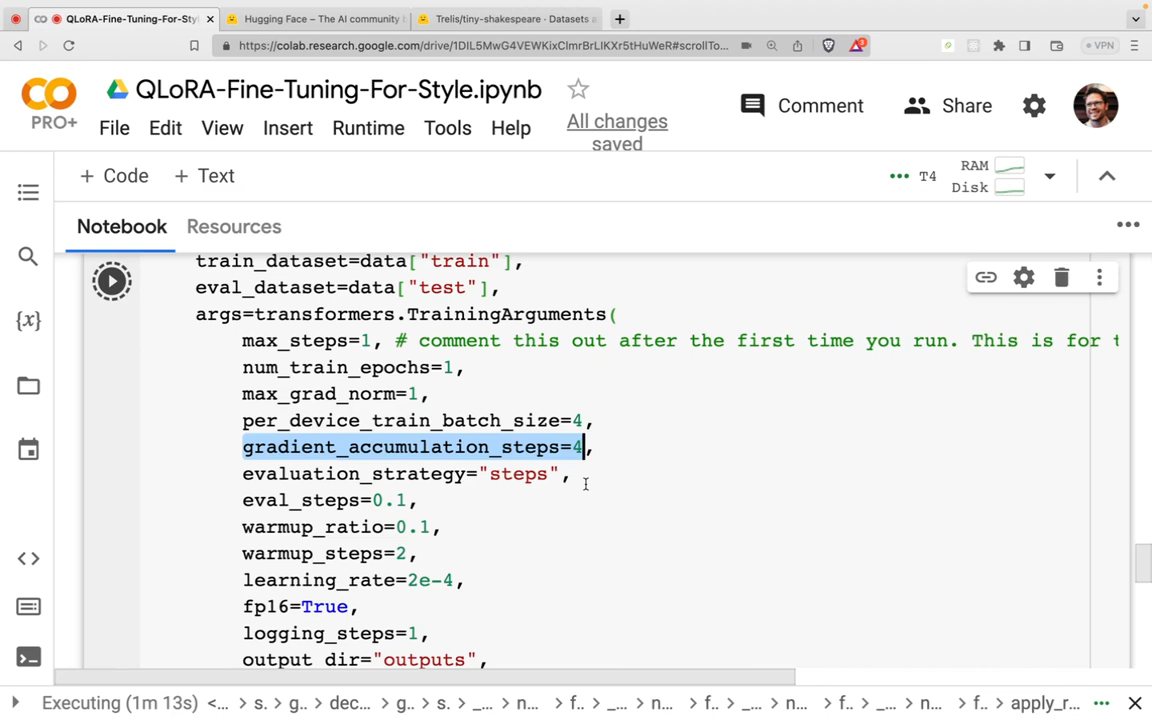 QLoRA-Fine-Tuning-For-Styl
Hugging Face – The AI community
Trelis/tiny-shakespeare · Datasets a
https://colab.research.google.com/drive/1DIL5MwG4VEWKixClmrBrLIKXr5tHuWeR#scrollTo...
VPN
QLoRA-Fine-Tuning-For-Style.ipynb
PRO+
File Edit View Insert Runtime Tools Help
All changes
saved
Comment
Share
+ Code + Text
T4
RAM
Disk
Notebook Resources
train_dataset=data["train"],
eval_dataset=data["test"],
args=transformers.TrainingArguments(
max_steps=1, # comment this out after the first time you run. This is for t
num_train_epochs=1,
max_grad_norm=1,
per_device_train_batch_size=4,
gradient_accumulation_steps=4,
evaluation_strategy="steps",
eval_steps=0.1,
warmup_ratio=0.1,
warmup_steps=2,
learning_rate=2e-4,
fp16=True,
logging_steps=1,
output_dir="outputs",
{x}
Executing (1m 13s) <... > s. > g.. > dec... > g.. > s. > _... > n... > f.. > _... > n... > f.. > _... > n... > f.. > _... > n... > f.. > apply_r...